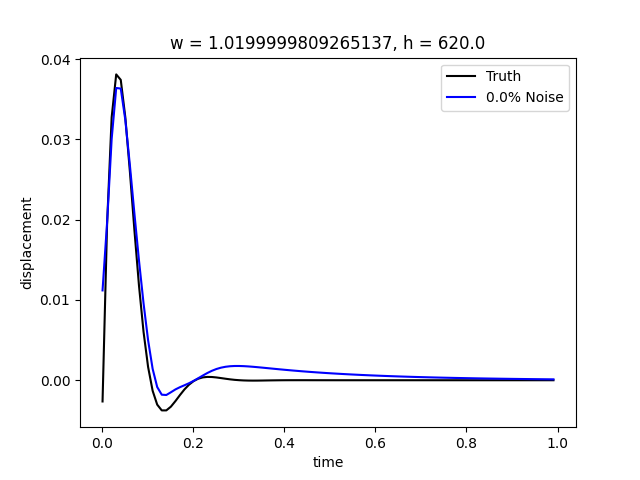 w = 1.0199999809265137, h = 620.0
Truth
0.0% Noise
0.04
0.03
0.02
0.01
0.00
displacement
0.0 0.2 0.4 0.6 0.8 1.0
time